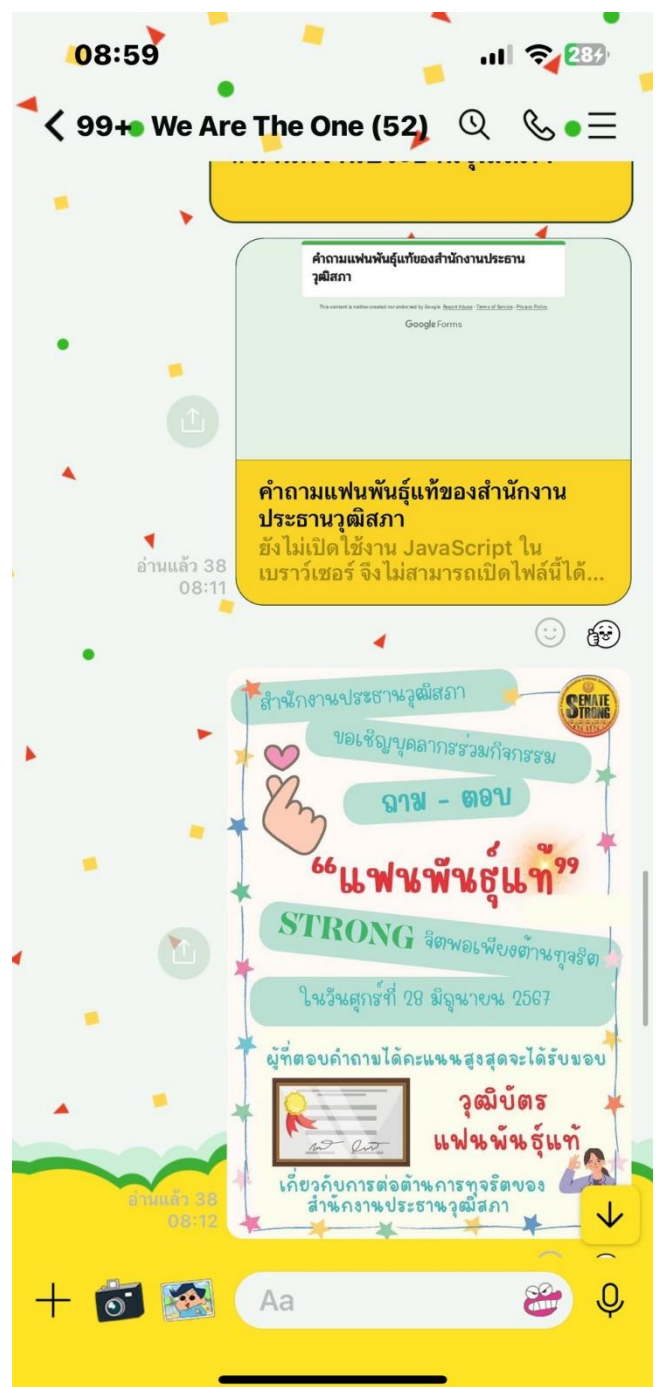 08:59
28
99+ We Are The One (52)
คำถามแฟนพันธุ์แท้ของสำนักงานประธาน
วุฒิสภา
This content is neither created nor endorsed by Google. Report Abuse - Terms of Service - Privacy Policy
Google Forms
คำถามแฟนพันธุ์แท้ของสำนักงาน
ประธานวุฒิสภา
ยังไม่เปิดใช้งาน JavaScript ใน
เบราว์เซอร์ จึงไม่สามารถเปิดไฟล์นี้ได้...
อ่านแล้ว 38
08:11
สำนักงานประธานวุฒิสภา
SENATE
STRONG
ขอเชิญบุคลากรร่วมกิจกรรม
ถาม - ตอบ
“แฟนพันธุ์แท้”
STRONG จิตพอเพียงต้านทุจริต
ในวันศุกร์ที่ 28 มิถุนายน 2567
ผู้ที่ตอบคำถามได้คะแนนสูงสุดจะได้รับมอบ
วุฒิบัตร
แฟนพันธุ์แท้
เกี่ยวกับการต่อต้านการทุจริตของ
สำนักงานประธานวุฒิสภา
อ่านแล้ว 38
08:12
Aa